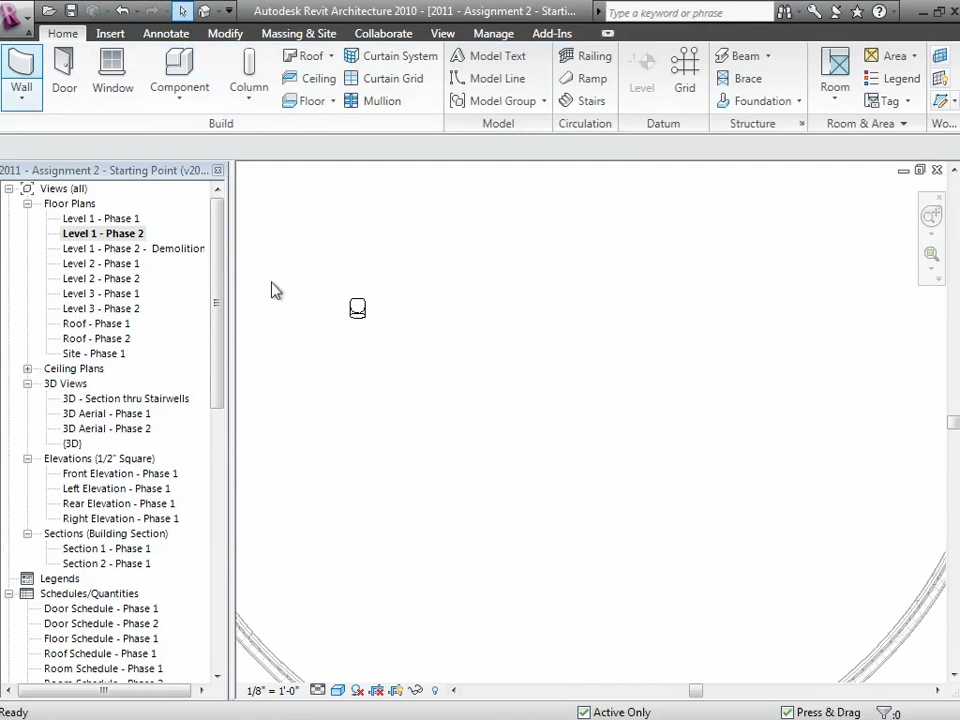 Autodesk Revit Architecture 2010 - [2011 - Assignment 2 - Starti...
Type a keyword or phrase
Home Insert Annotate Modify Massing & Site Collaborate View Manage Add-Ins
Wall Door Window Component Column
Roof Curtain System
Ceiling Curtain Grid
Floor Mullion
Model Text
Model Line
Model Group
Railing
Ramp
Stairs
Level Grid
Beam
Brace
Foundation
Room
Area
Legend
Tag
Build Model Circulation Datum Structure Room & Area Wo...
2011 - Assignment 2 - Starting Point (v20...
Views (all)
Floor Plans
Level 1 - Phase 1
Level 1 - Phase 2
Level 1 - Phase 2 - Demolition
Level 2 - Phase 1
Level 2 - Phase 2
Level 3 - Phase 1
Level 3 - Phase 2
Roof - Phase 1
Roof - Phase 2
Site - Phase 1
Ceiling Plans
3D Views
3D - Section thru Stairwells
3D Aerial - Phase 1
3D Aerial - Phase 2
{3D}
Elevations (1/2" Square)
Front Elevation - Phase 1
Left Elevation - Phase 1
Rear Elevation - Phase 1
Right Elevation - Phase 1
Sections (Building Section)
Section 1 - Phase 1
Section 2 - Phase 1
Legends
Schedules/Quantities
Door Schedule - Phase 1
Door Schedule - Phase 2
Floor Schedule - Phase 1
Roof Schedule - Phase 1
Room Schedule - Phase 1
1/8" = 1'-0"
Ready
Active Only
Press & Drag
:0